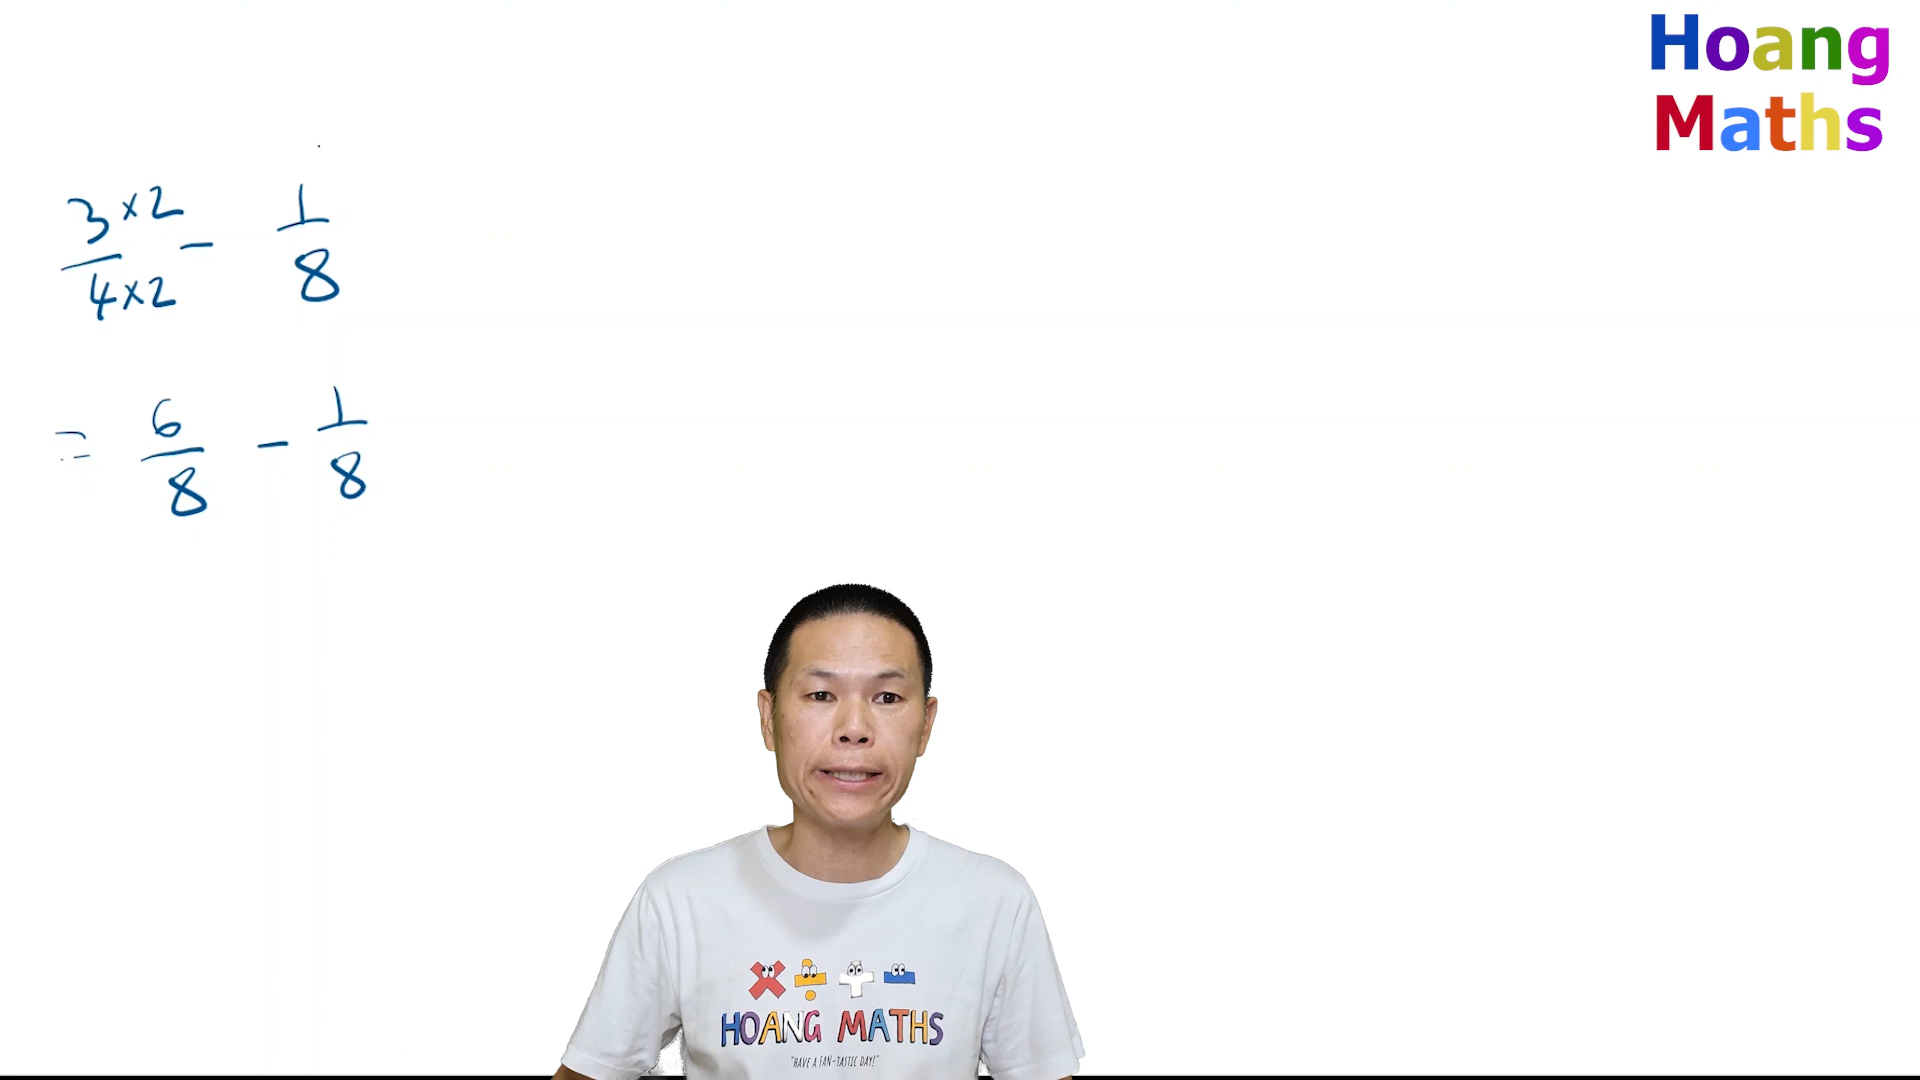 Hoang
Maths
3×2/4×2 - 1/8
= 6/8 - 1/8
HOANG MATHS
"HAVE A FAN-TASTIC DAY!"